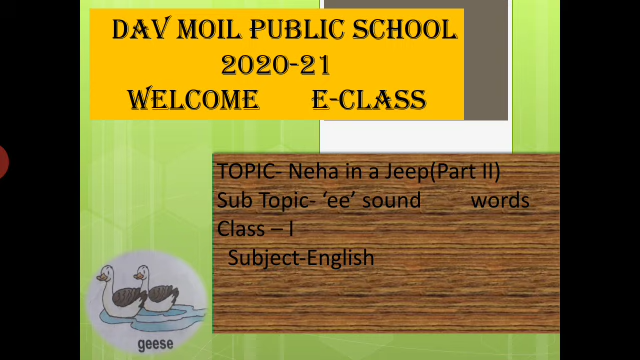 DAV MOIL PUBLIC SCHOOL
2020-21
WELCOME E-CLASS
TOPIC- Neha in a Jeep(Part II)
Sub Topic- ‘ee’ sound words
Class – I
Subject-English
geese